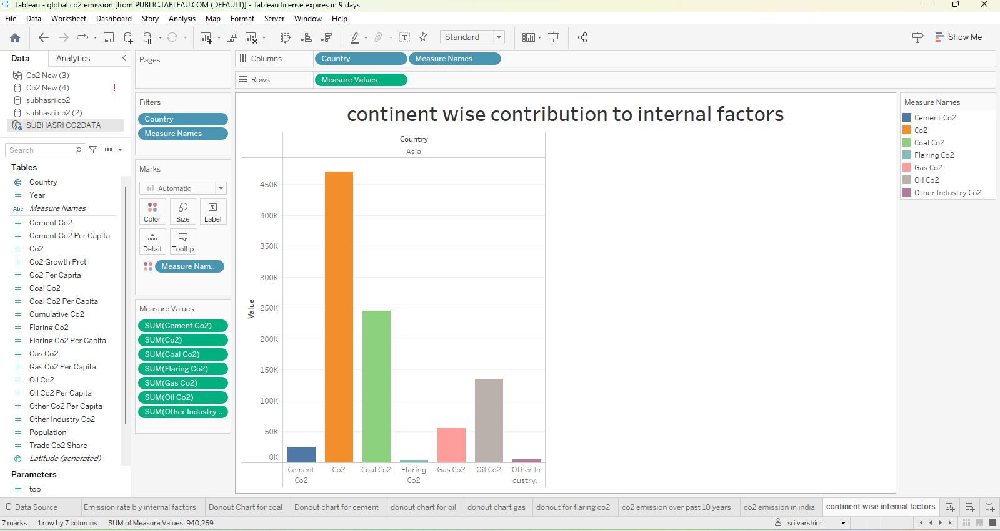 Tableau - global co2 emission [from PUBLIC.TABLEAU.COM (DEFAULT)] - Tableau license expires in 9 days
File Data Worksheet Dashboard Story Analysis Map Format Server Window Help
Standard
Show Me
Data Analytics
Co2 New (3)
Co2 New (4) !
subhasri co2
subhasri co2 (2)
SUBHASRI CO2DATA
Search
Tables
Country
Year
Abc Measure Names
Cement Co2
Cement Co2 Per Capita
Co2
Co2 Growth Prct
Co2 Per Capita
Coal Co2
Coal Co2 Per Capita
Cumulative Co2
Flaring Co2
Flaring Co2 Per Capita
Gas Co2
Gas Co2 Per Capita
Oil Co2
Oil Co2 Per Capita
Other Co2 Per Capita
Other Industry Co2
Population
Trade Co2 Share
Latitude (generated)
Parameters
top
Pages
Filters
Country
Measure Names
Marks
Automatic
Color Size Label
Detail Tooltip
Measure Nam..
Measure Values
SUM(Cement Co2)
SUM(Co2)
SUM(Coal Co2)
SUM(Flaring Co2)
SUM(Gas Co2)
SUM(Oil Co2)
SUM(Other Industry ..
Columns Country Measure Names
Rows Measure Values
continent wise contribution to internal factors
Country
Asia
Value
450K
400K
350K
300K
250K
200K
150K
100K
50K
0K
Cement Co2 Coal Co2 Flaring Gas Co2 Oil Co2 Other In
Co2 Co2 dustry..
Measure Names
Cement Co2
Co2
Coal Co2
Flaring Co2
Gas Co2
Oil Co2
Other Industry Co2
Data Source Emission rate b y internal factors Donout Chart for coal Donout chart for cement donout chart for oil donout chart gas donout for flaring co2 co2 emission over past 10 years co2 emission in india continent wise internal factors
7 marks 1 row by 7 columns SUM of Measure Values: 940,269 sri varshini